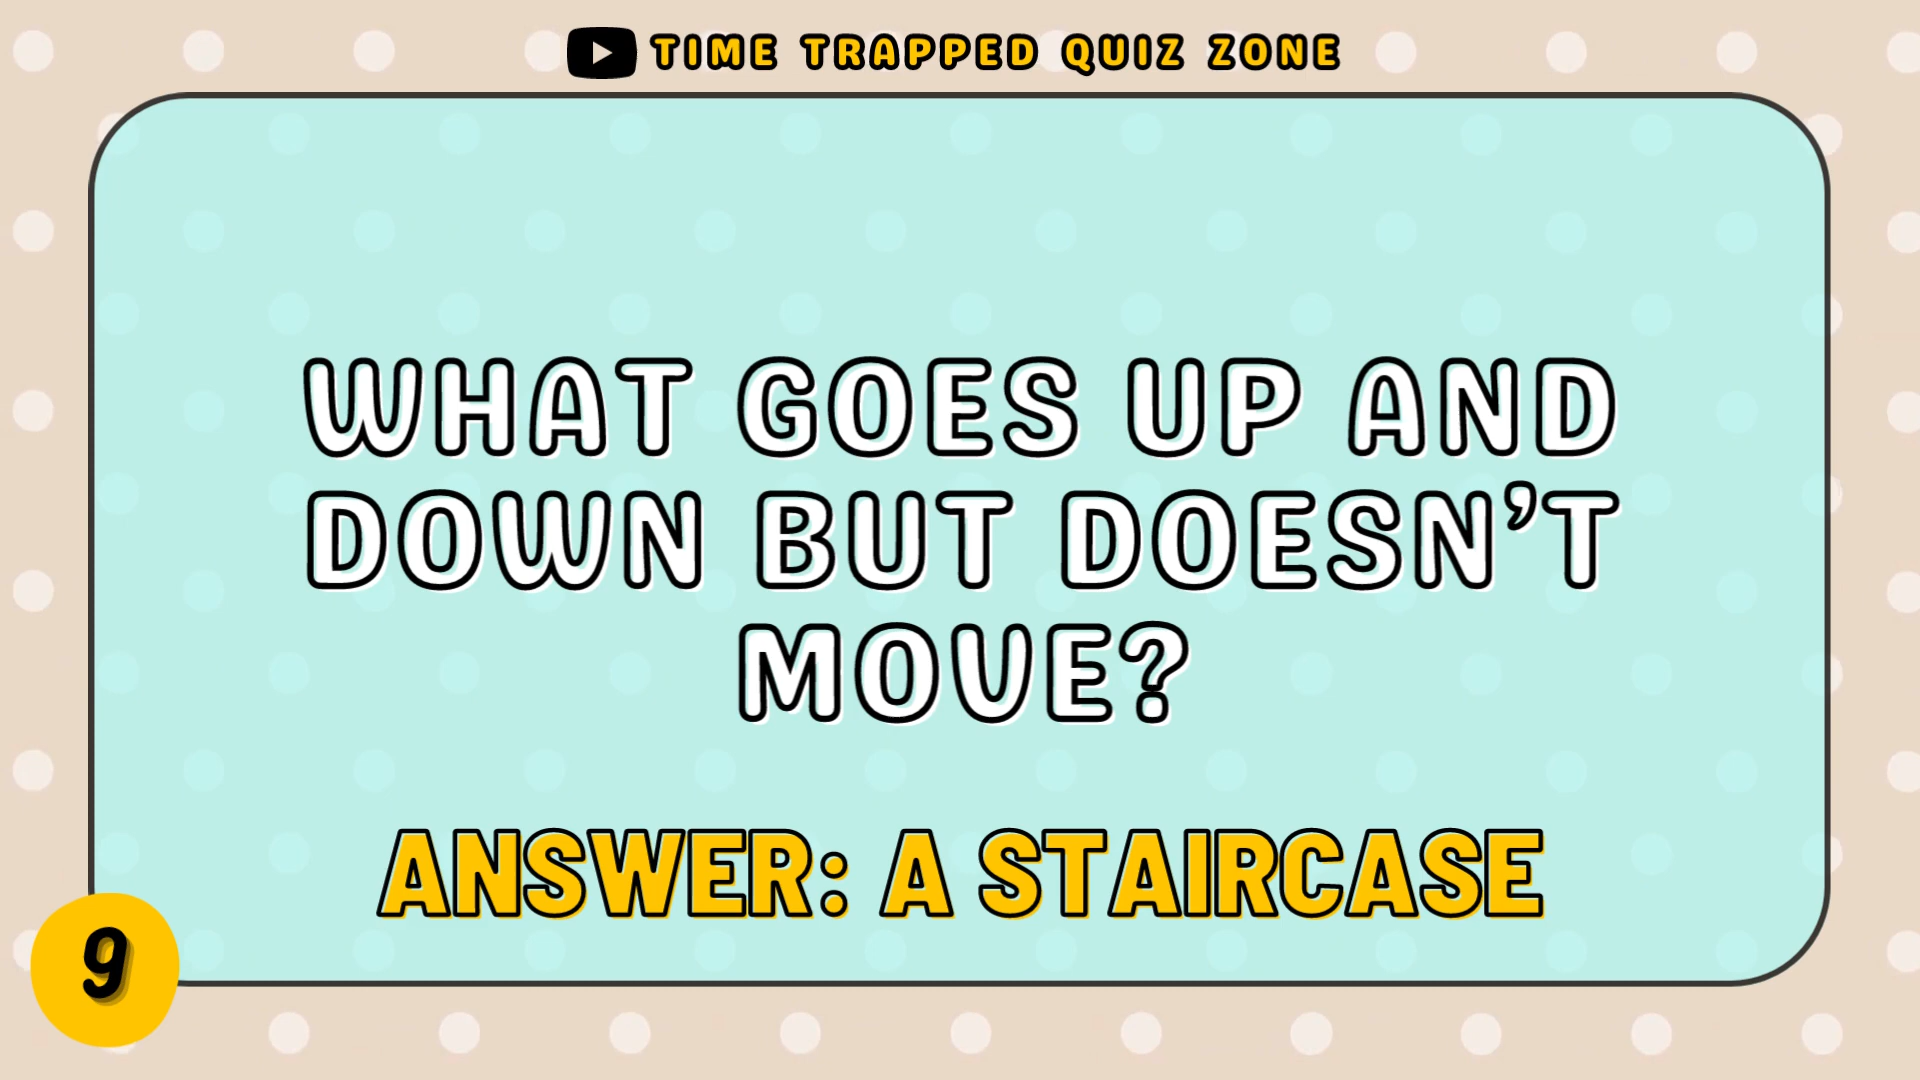 TIME TRAPPED QUIZ ZONE
WHAT GOES UP AND
DOWN BUT DOESN’T
MOVE?
ANSWER: A STAIRCASE
9